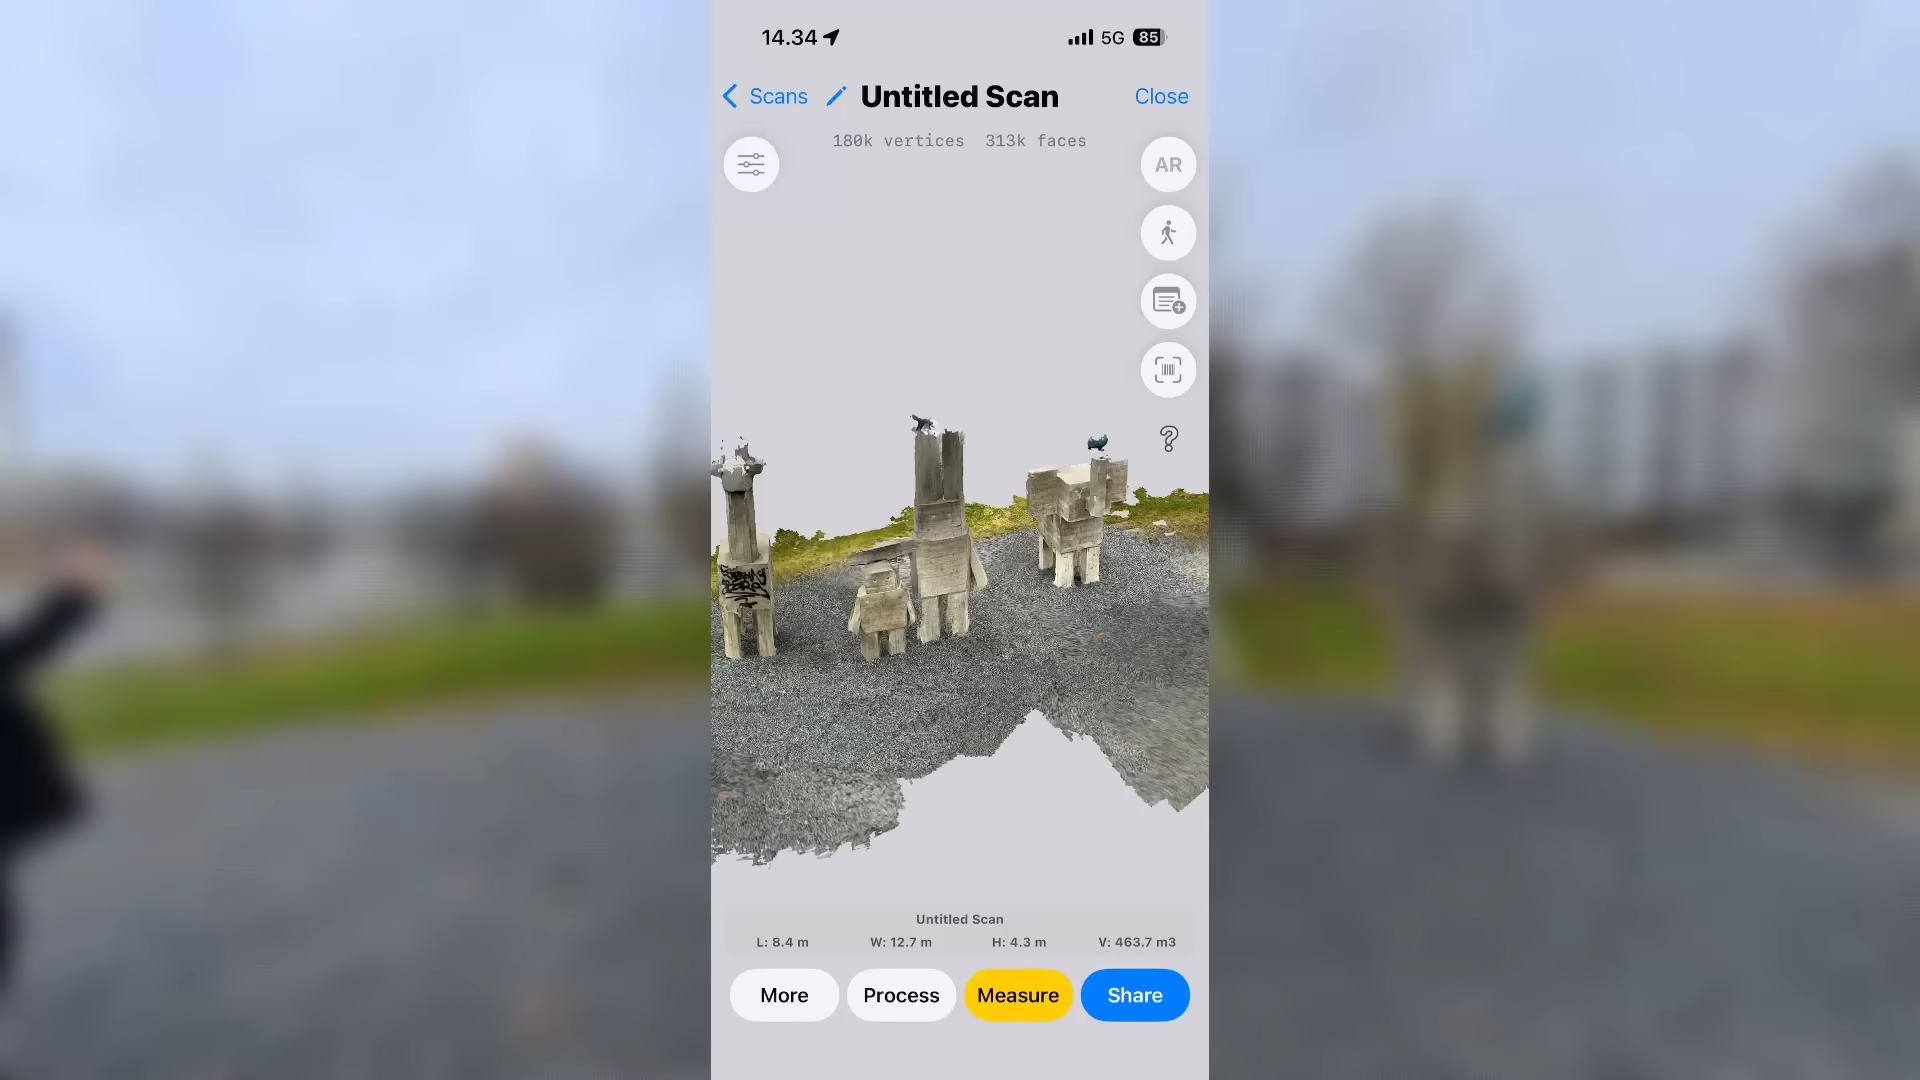 14.34
5G 85
Scans
Untitled Scan
Close
180k vertices 313k faces
AR
?
Untitled Scan
L: 8.4 m W: 12.7 m H: 4.3 m V: 463.7 m3
More
Process
Measure
Share